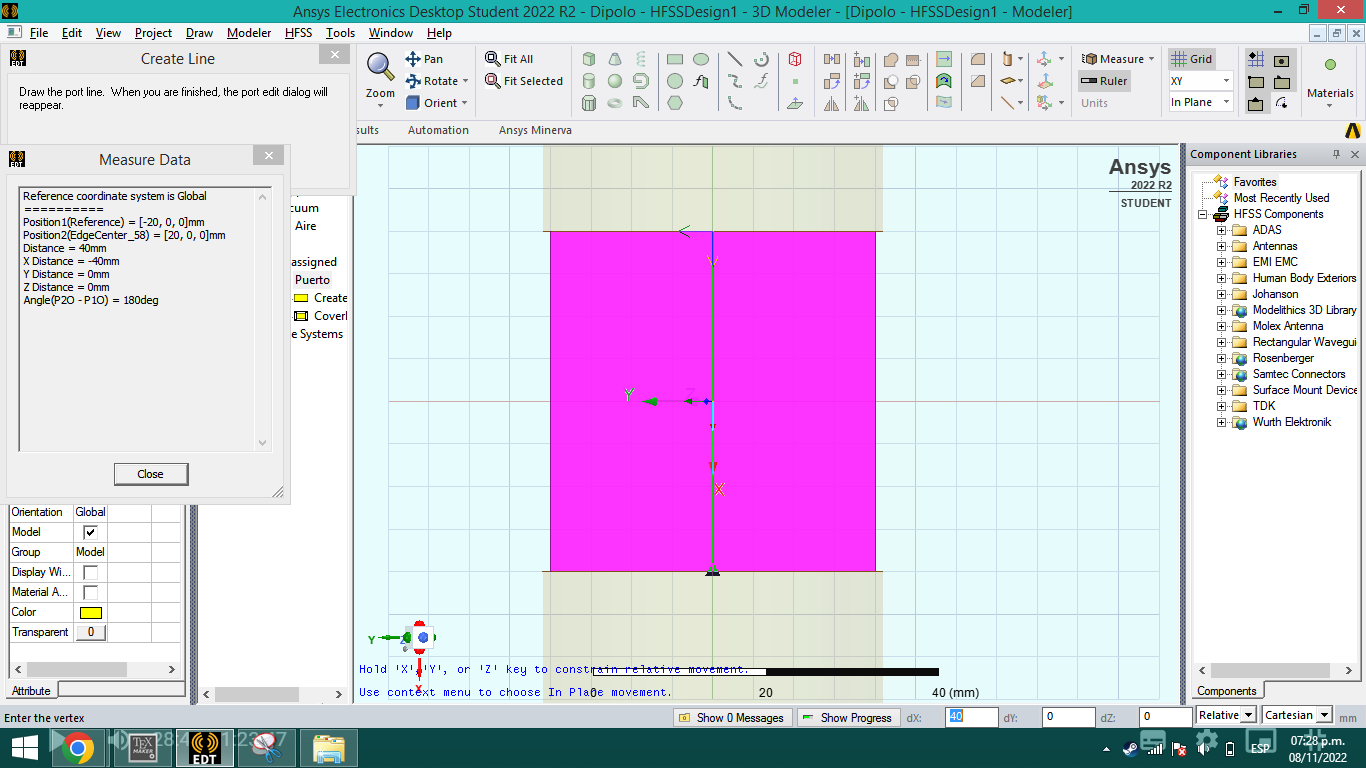 Ansys Electronics Desktop Student 2022 R2 - Dipolo - HFSSDesign1 - 3D Modeler - [Dipolo - HFSSDesign1 - Modeler]
File Edit View Project Draw Modeler HFSS Tools Window Help
EDT Create Line
Draw the port line. When you are finished, the port edit dialog will
reappear.
Zoom
Pan
Rotate
Orient
Fit All
Fit Selected
Measure
Ruler
Units
Grid
XY
In Plane
Materials
sults Automation Ansys Minerva
EDT Measure Data
Reference coordinate system is Global
==========
Position1(Reference) = [-20, 0, 0]mm
Position2(EdgeCenter_58) = [20, 0, 0]mm
Distance = 40mm
X Distance = -40mm
Y Distance = 0mm
Z Distance = 0mm
Angle(P2O - P1O) = 180deg
Close
cuum
Aire
assigned
Puerto
Create
Coverl
e Systems
Orientation Global
Model
Group Model
Display Wi...
Material A...
Color
Transparent 0
Attribute
Ansys
2022 R2
STUDENT
Y
Z
X
Y
Z
X
Hold 'X','Y', or 'Z' key to constrain relative movement.
Use context menu to choose In Plane movement.
0 20 40 (mm)
Component Libraries
Favorites
Most Recently Used
HFSS Components
ADAS
Antennas
EMI EMC
Human Body Exteriors
Johanson
Modelithics 3D Library
Molex Antenna
Rectangular Wavegui
Rosenberger
Samtec Connectors
Surface Mount Device
TDK
Wurth Elektronik
Components
Enter the vertex
Show 0 Messages
Show Progress
dX: 40 dY: 0 dZ: 0 Relative Cartesian mm
TEX
MAKER
EDT
ESP
07:28 p.m.
08/11/2022